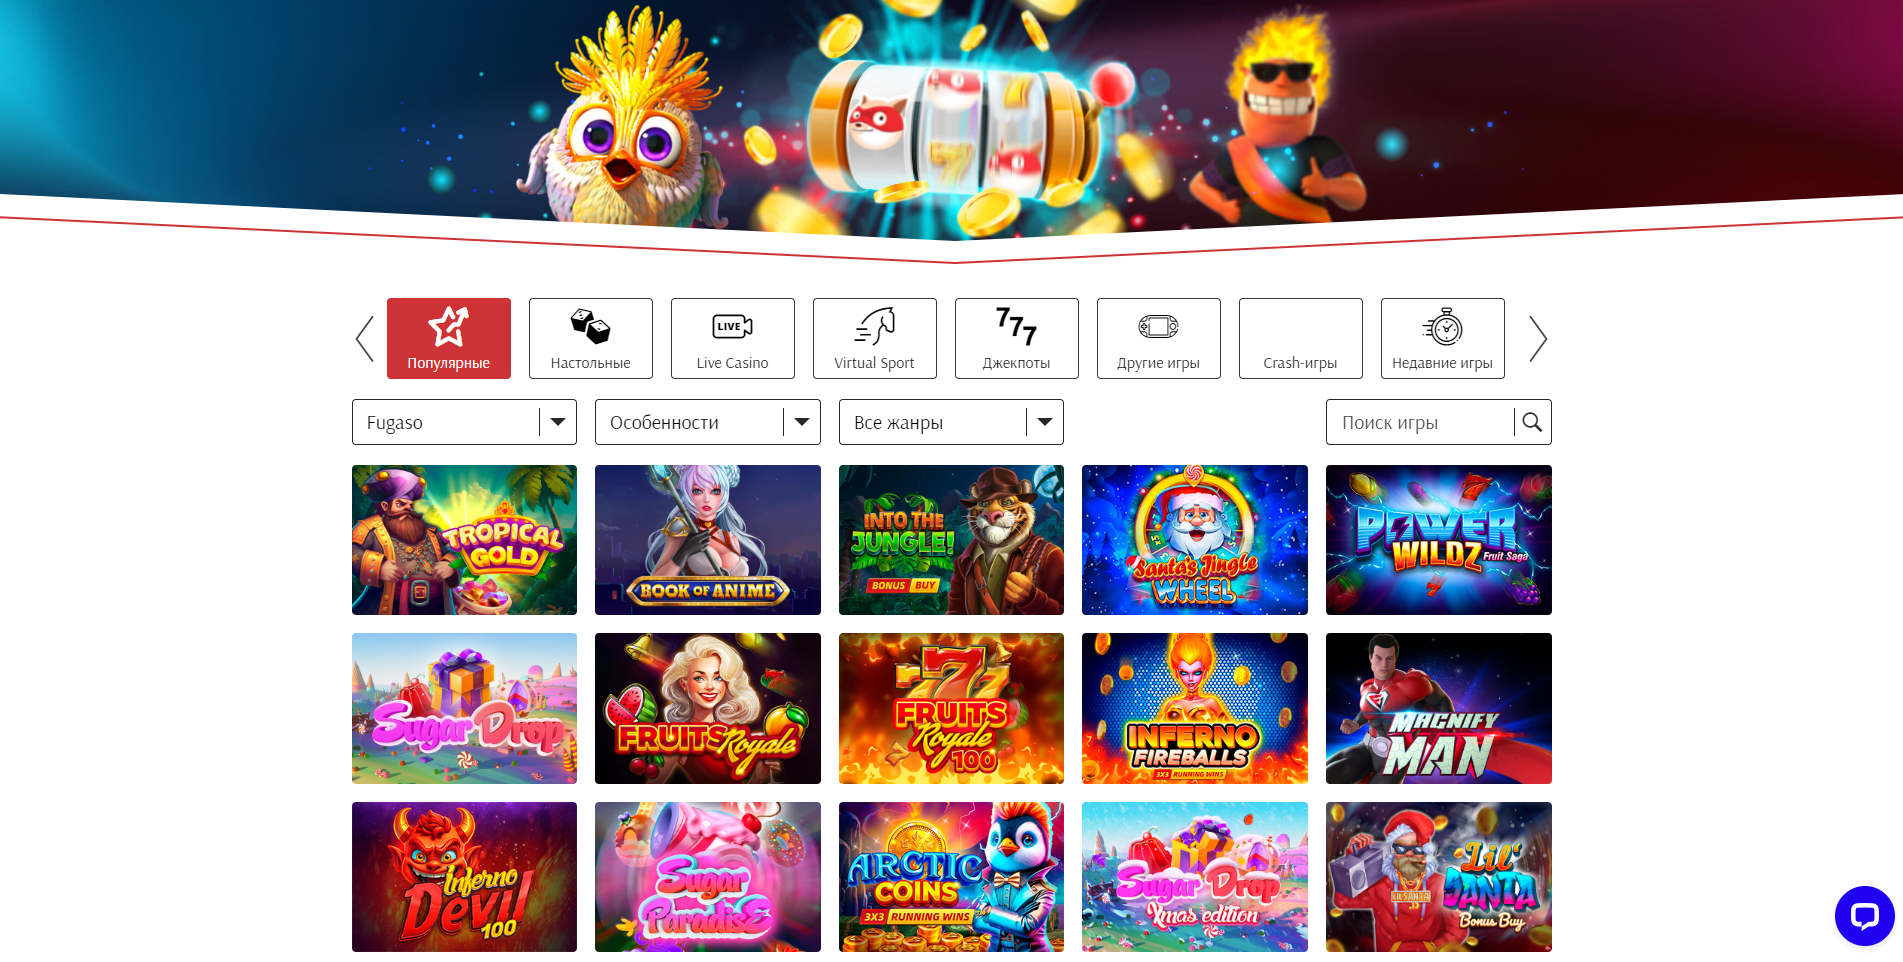 LIVE
777
Популярные
Настольные
Live Casino
Virtual Sport
Джекпоты
Другие игры
Crash-игры
Недавние игры
Fugaso
Особенности
Все жанры
Поиск игры
TROPICAL
GOLD
BOOK OF ANIME
INTO THE
JUNGLE!
BONUS BUY
Santa's Jingle
WHEEL
POWER
WILDZ
Fruit Saga
Sugar Drop
FRUITS Royale
777
FRUITS
Royale
100
INFERNO
FIREBALLS
3X3 RUNNING WINS
MAGNIFY
MAN
Inferno
Devil
100
Sugar
Paradise
ARCTIC
COINS
3X3 RUNNING WINS
Sugar Drop
Xmas edition
LIL SANTA
Lil'
SANTA
Bonus Buy